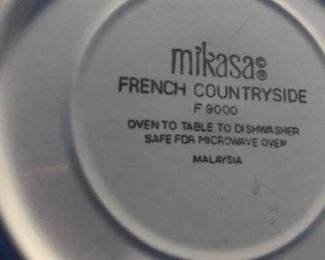 mikasa©®
FRENCH COUNTRYSIDE
F 9000
OVEN TO TABLE TO DISHWASHER
SAFE FOR MICROWAVE OVEN
MALAYSIA